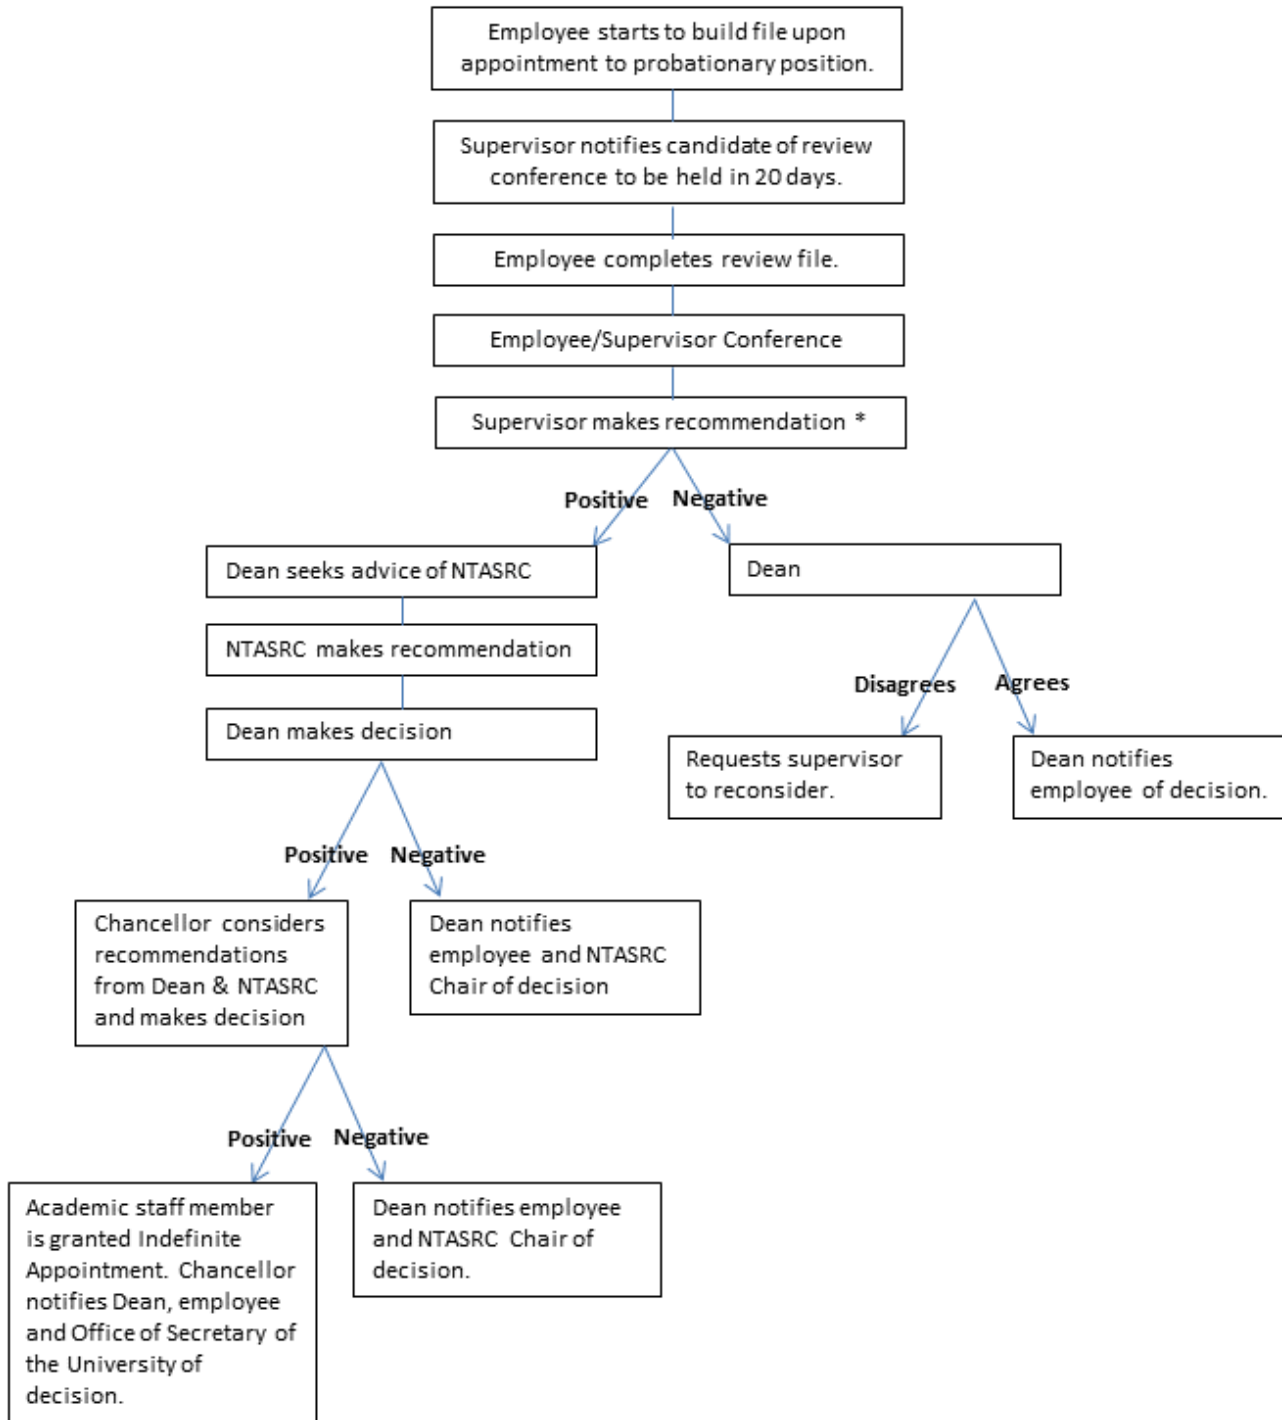 Employee starts to build file upon
appointment to probationary position.
Supervisor notifies candidate of review
conference to be held in 20 days.
Employee completes review file.
Employee/Supervisor Conference
Supervisor makes recommendation *
Positive
Negative
Dean seeks advice of NTASRC
Dean
NTASRC makes recommendation
Disagrees
Agrees
Dean makes decision
Requests supervisor
to reconsider.
Dean notifies
employee of decision.
Positive
Negative
Chancellor considers
recommendations
from Dean & NTASRC
and makes decision
Dean notifies
employee and NTASRC
Chair of decision
Positive
Negative
Academic staff member
is granted Indefinite
Appointment. Chancellor
notifies Dean, employee
and Office of Secretary of
the University of
decision.
Dean notifies employee
and NTASRC Chair of
decision.